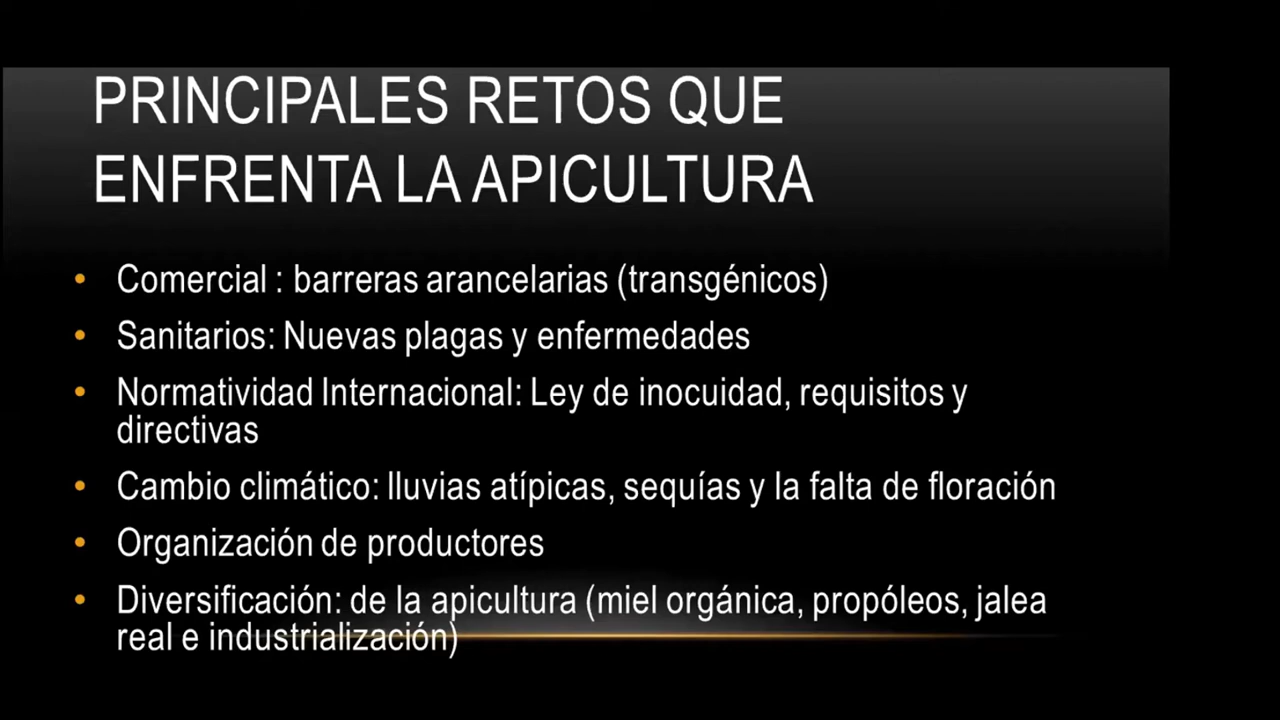 PRINCIPALES RETOS QUE
ENFRENTA LA APICULTURA
• Comercial : barreras arancelarias (transgénicos)
• Sanitarios: Nuevas plagas y enfermedades
• Normatividad Internacional: Ley de inocuidad, requisitos y
directivas
• Cambio climático: lluvias atípicas, sequías y la falta de floración
• Organización de productores
• Diversificación: de la apicultura (miel orgánica, propóleos, jalea
real e industrialización)